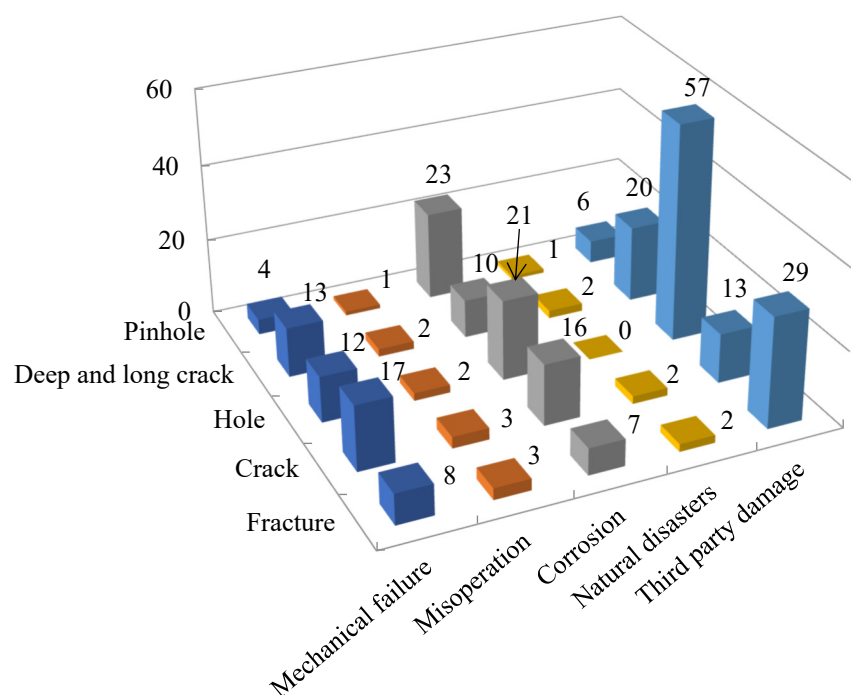 60
40
20
0
57
23
6
20
21
4
13
1
10
1
2
13
29
12
2
16
0
17
2
2
3
7
2
8
3
Pinhole
Deep and long crack
Hole
Crack
Fracture
Mechanical failure
Misoperation
Corrosion
Natural disasters
Third party damage